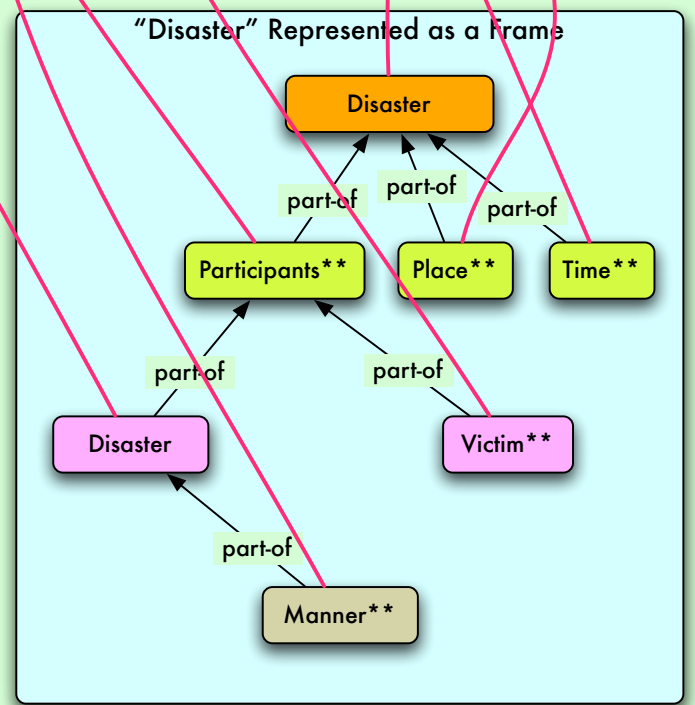 “Disaster” Represented as a Frame
Disaster
part-of
part-of
part-of
Participants**
Place**
Time**
part-of
part-of
Disaster
Victim**
part-of
Manner**